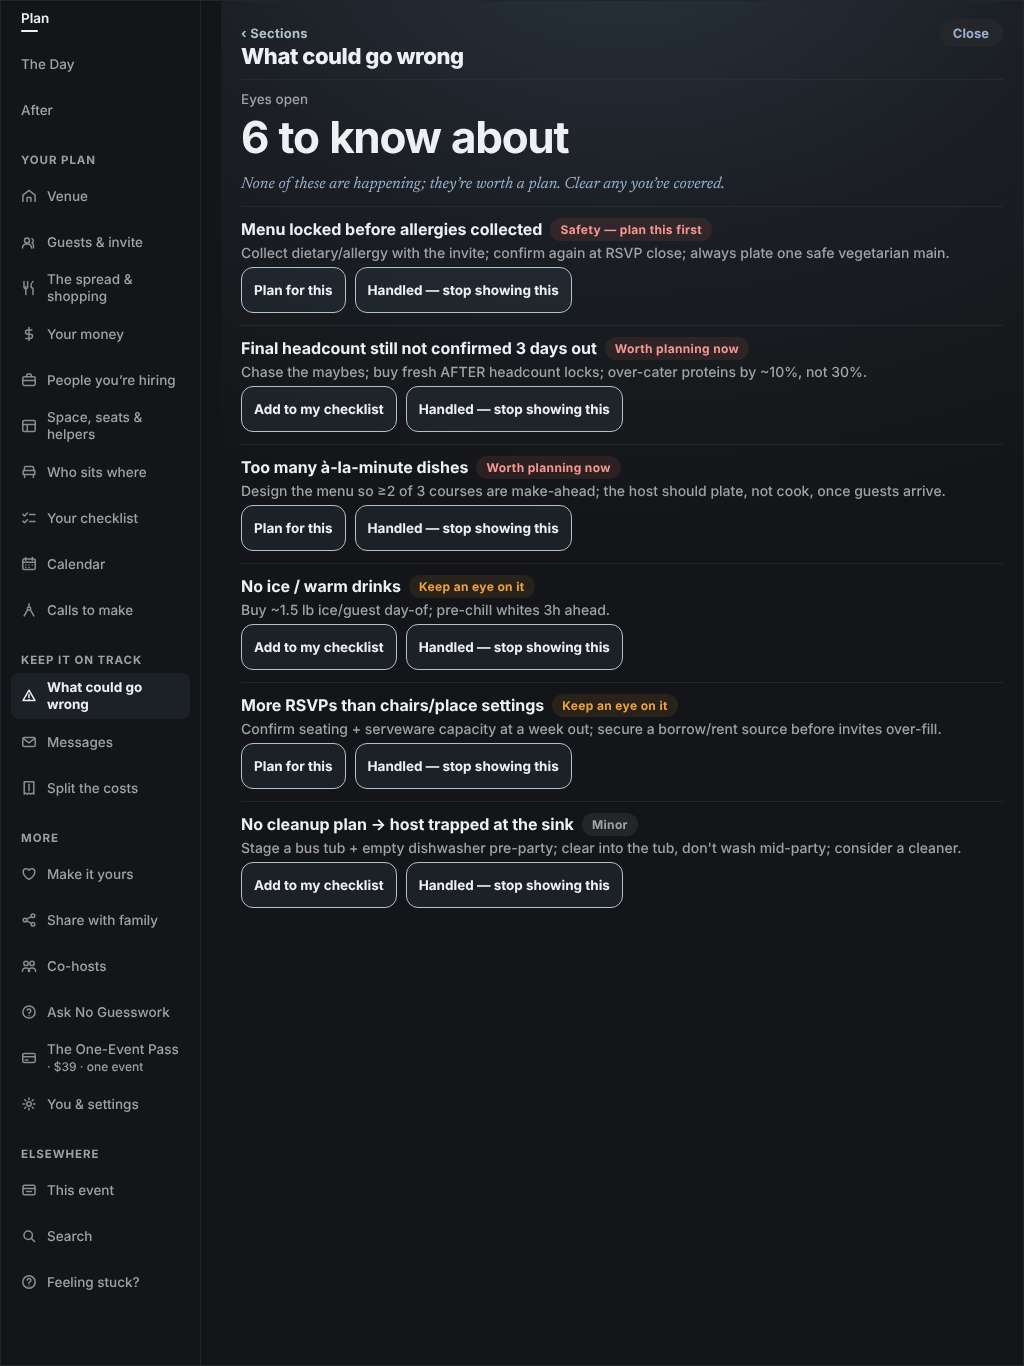 Plan
The Day
After
YOUR PLAN
Venue
Guests & invite
The spread &
shopping
Your money
People you’re hiring
Space, seats &
helpers
Who sits where
Your checklist
Calendar
Calls to make
KEEP IT ON TRACK
What could go
wrong
Messages
Split the costs
MORE
Make it yours
Share with family
Co-hosts
Ask No Guesswork
The One-Event Pass
· $39 · one event
You & settings
ELSEWHERE
This event
Search
Feeling stuck?
‹ Sections
Close
What could go wrong
Eyes open
6 to know about
None of these are happening; they’re worth a plan. Clear any you’ve covered.
Menu locked before allergies collected Safety — plan this first
Collect dietary/allergy with the invite; confirm again at RSVP close; always plate one safe vegetarian main.
Plan for this Handled — stop showing this
Final headcount still not confirmed 3 days out Worth planning now
Chase the maybes; buy fresh AFTER headcount locks; over-cater proteins by ~10%, not 30%.
Add to my checklist Handled — stop showing this
Too many à-la-minute dishes Worth planning now
Design the menu so ≥2 of 3 courses are make-ahead; the host should plate, not cook, once guests arrive.
Plan for this Handled — stop showing this
No ice / warm drinks Keep an eye on it
Buy ~1.5 lb ice/guest day-of; pre-chill whites 3h ahead.
Add to my checklist Handled — stop showing this
More RSVPs than chairs/place settings Keep an eye on it
Confirm seating + serveware capacity at a week out; secure a borrow/rent source before invites over-fill.
Plan for this Handled — stop showing this
No cleanup plan → host trapped at the sink Minor
Stage a bus tub + empty dishwasher pre-party; clear into the tub, don't wash mid-party; consider a cleaner.
Add to my checklist Handled — stop showing this